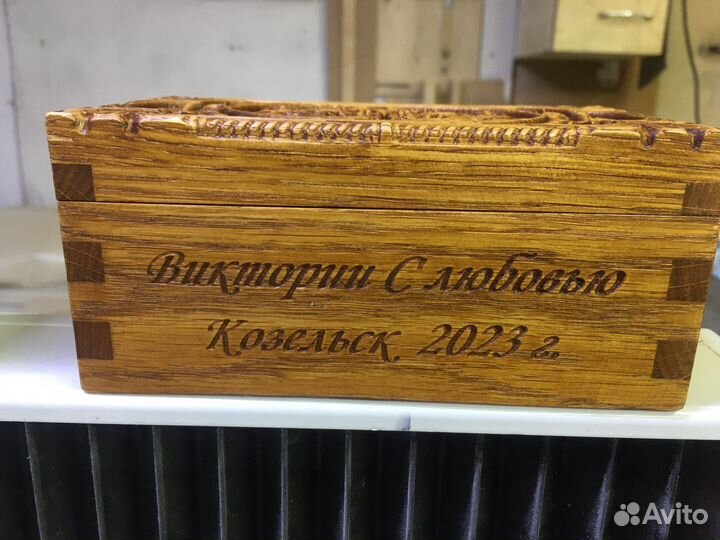 Виктории С любовью
Козельск. 2023 г.
Avito